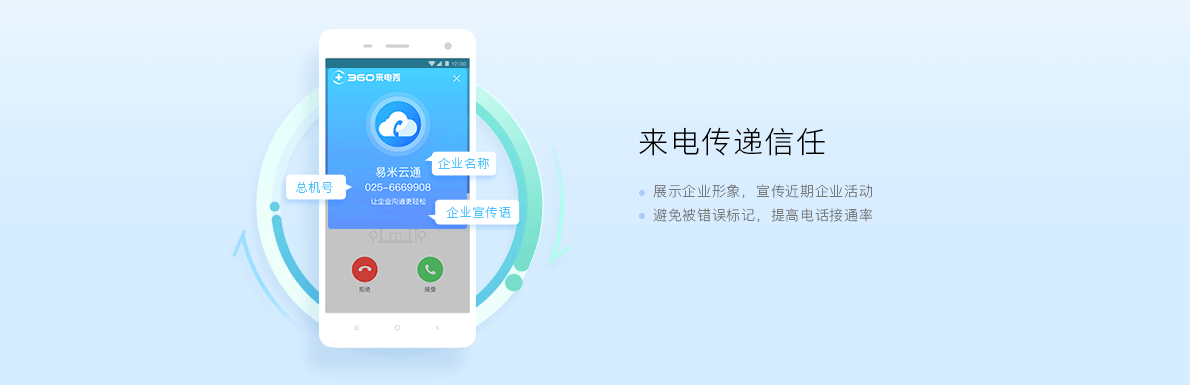 12:30
360来电秀
企业名称
易米云通
总机号
025-6669908
让企业沟通更轻松
企业宣传语
拒绝
接受
来电传递信任
展示企业形象，宣传近期企业活动
避免被错误标记，提高电话接通率